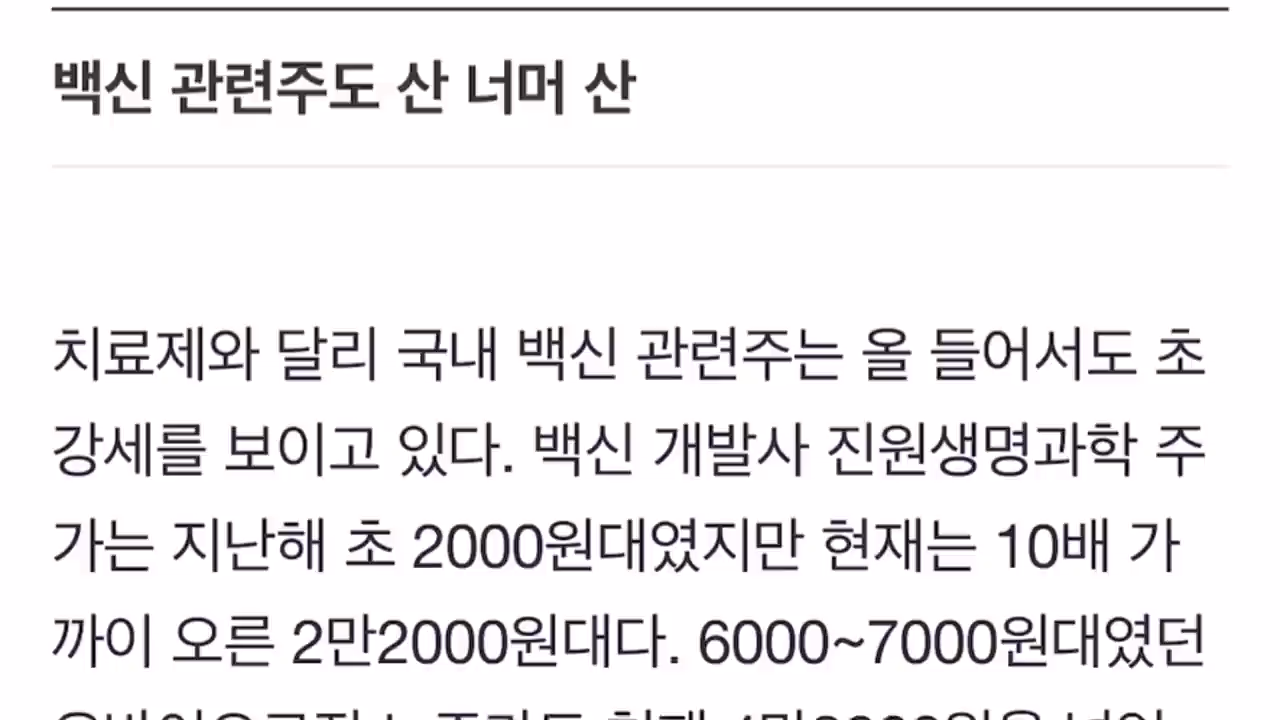 백신 관련주도 산 너머 산
치료제와 달리 국내 백신 관련주는 올 들어서도 초
강세를 보이고 있다. 백신 개발사 진원생명과학 주
가는 지난해 초 2000원대였지만 현재는 10배 가
까이 오른 2만2000원대다. 6000~7000원대였던